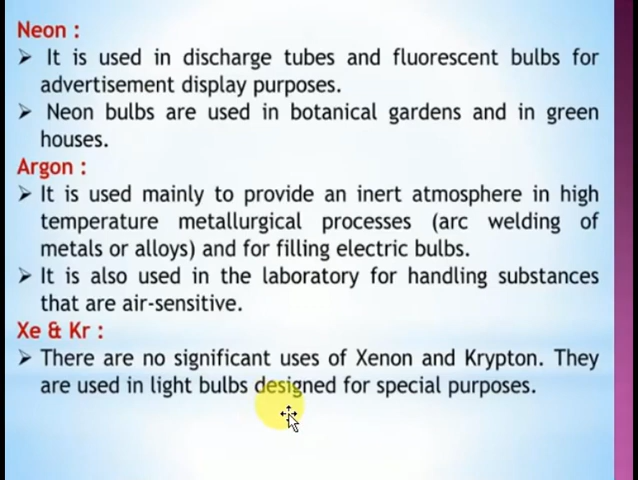 Neon :
➢ It is used in discharge tubes and fluorescent bulbs for
advertisement display purposes.
➢ Neon bulbs are used in botanical gardens and in green
houses.
Argon :
➢ It is used mainly to provide an inert atmosphere in high
temperature metallurgical processes (arc welding of
metals or alloys) and for filling electric bulbs.
➢ It is also used in the laboratory for handling substances
that are air-sensitive.
Xe & Kr :
➢ There are no significant uses of Xenon and Krypton. They
are used in light bulbs designed for special purposes.